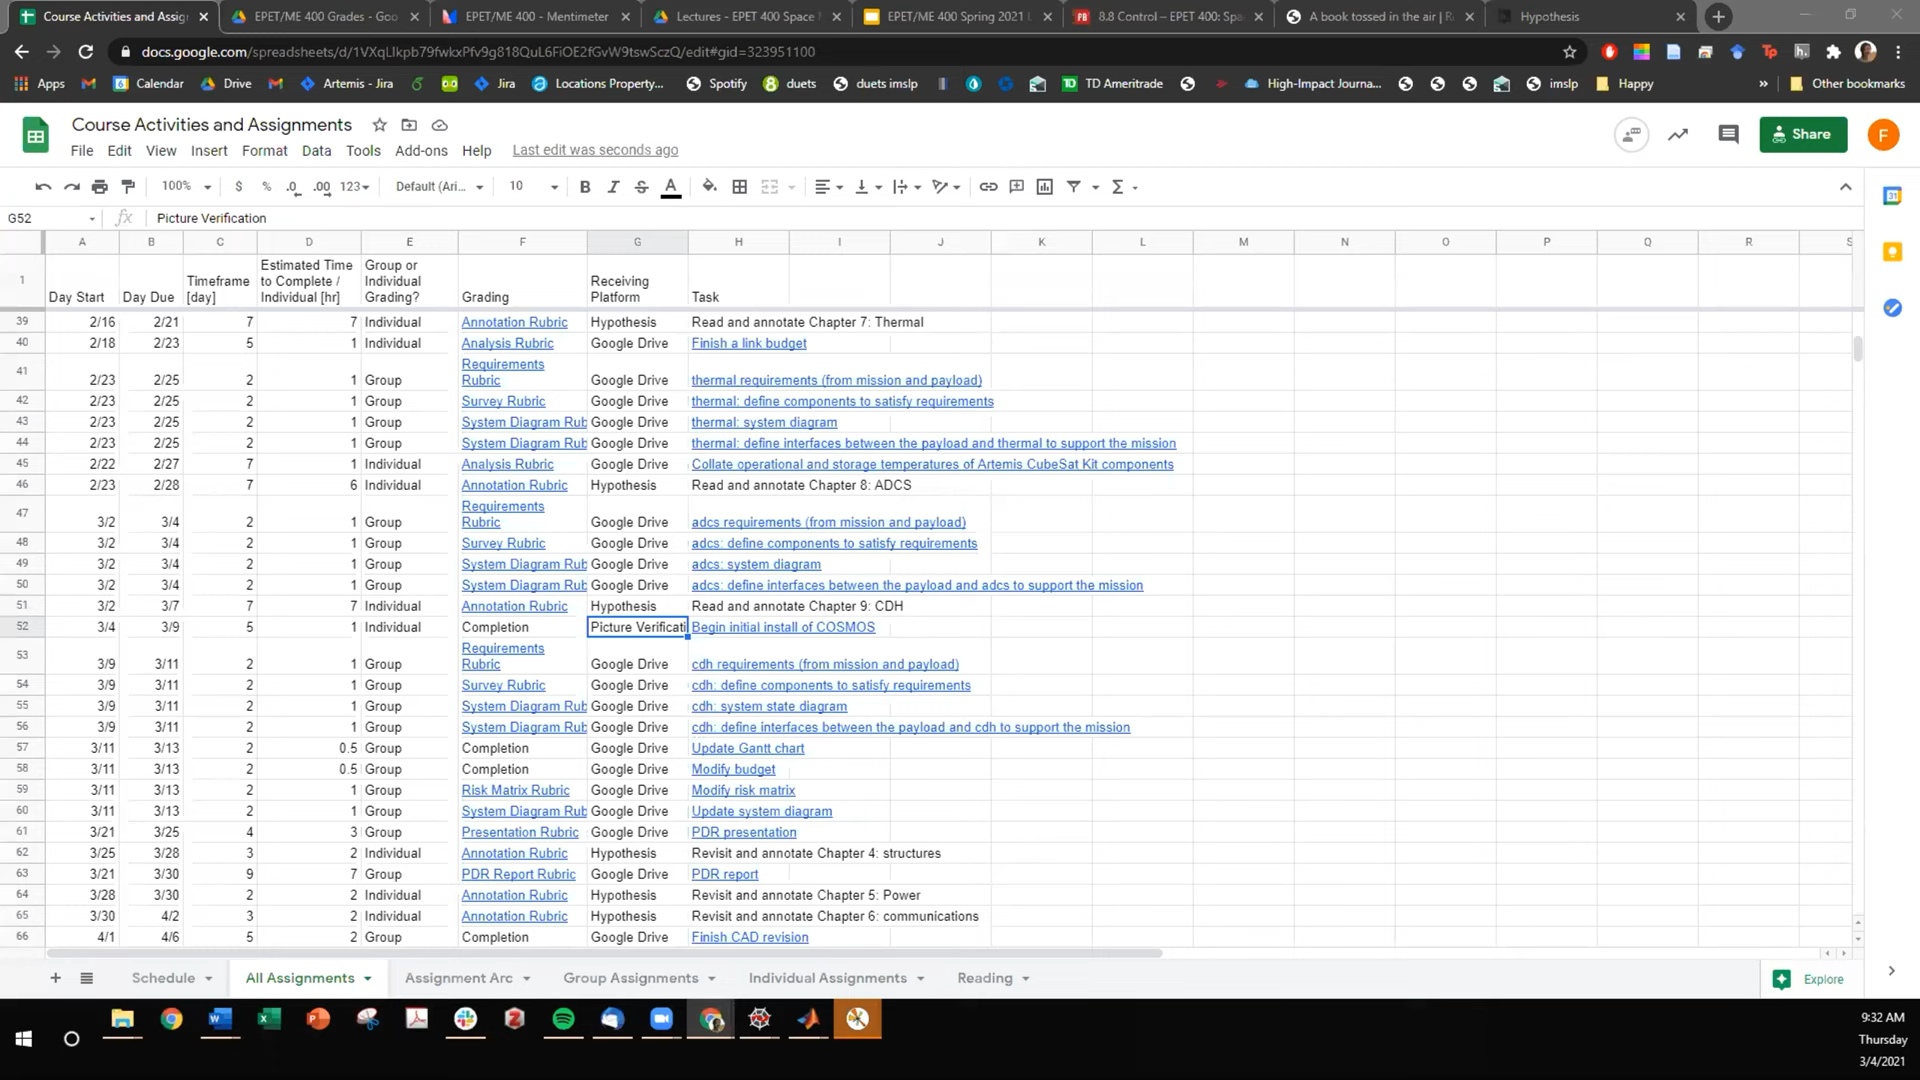 Course Activities and Assign
EPET/ME 400 Grades - Goo
EPET/ME 400 - Mentimeter
Lectures - EPET 400 Space M
EPET/ME 400 Spring 2021 L
8.8 Control – EPET 400: Spa
A book tossed in the air | R
Hypothesis
docs.google.com/spreadsheets/d/1VXqUkpb79fwkxPfv9g818QuL6FiOE2fGvW9tswSczQ/edit#gid=323951100
Apps
Calendar
Drive
Artemis - Jira
Jira
Locations Property...
Spotify
duets
duets imslp
TD Ameritrade
High-Impact Journa...
imslp
Happy
»
Other bookmarks
Course Activities and Assignments
Share
F
File Edit View Insert Format Data Tools Add-ons Help Last edit was seconds ago
100% $ % .0 .00 123 Default (Ari... 10 B I S A Σ
G52 fx Picture Verification
A B C D E F G H I J K L M N O P Q R S
1 Day Start Day Due Timeframe [day] Estimated Time to Complete / Individual [hr] Group or Individual Grading? Grading Receiving Platform Task
39 2/16 2/21 7 7 Individual Annotation Rubric Hypothesis Read and annotate Chapter 7: Thermal
40 2/18 2/23 5 1 Individual Analysis Rubric Google Drive Finish a link budget
41 2/23 2/25 2 1 Group Requirements Rubric Google Drive thermal requirements (from mission and payload)
42 2/23 2/25 2 1 Group Survey Rubric Google Drive thermal: define components to satisfy requirements
43 2/23 2/25 2 1 Group System Diagram Rub Google Drive thermal: system diagram
44 2/23 2/25 2 1 Group System Diagram Rub Google Drive thermal: define interfaces between the payload and thermal to support the mission
45 2/22 2/27 7 1 Individual Analysis Rubric Google Drive Collate operational and storage temperatures of Artemis CubeSat Kit components
46 2/23 2/28 7 6 Individual Annotation Rubric Hypothesis Read and annotate Chapter 8: ADCS
47 3/2 3/4 2 1 Group Requirements Rubric Google Drive adcs requirements (from mission and payload)
48 3/2 3/4 2 1 Group Survey Rubric Google Drive adcs: define components to satisfy requirements
49 3/2 3/4 2 1 Group System Diagram Rub Google Drive adcs: system diagram
50 3/2 3/4 2 1 Group System Diagram Rub Google Drive adcs: define interfaces between the payload and adcs to support the mission
51 3/2 3/7 7 7 Individual Annotation Rubric Hypothesis Read and annotate Chapter 9: CDH
52 3/4 3/9 5 1 Individual Completion Picture Verificati Begin initial install of COSMOS
53 3/9 3/11 2 1 Group Requirements Rubric Google Drive cdh requirements (from mission and payload)
54 3/9 3/11 2 1 Group Survey Rubric Google Drive cdh: define components to satisfy requirements
55 3/9 3/11 2 1 Group System Diagram Rub Google Drive cdh: system state diagram
56 3/9 3/11 2 1 Group System Diagram Rub Google Drive cdh: define interfaces between the payload and cdh to support the mission
57 3/11 3/13 2 0.5 Group Completion Google Drive Update Gantt chart
58 3/11 3/13 2 0.5 Group Completion Google Drive Modify budget
59 3/11 3/13 2 1 Group Risk Matrix Rubric Google Drive Modify risk matrix
60 3/11 3/13 2 1 Group System Diagram Rub Google Drive Update system diagram
61 3/21 3/25 4 3 Group Presentation Rubric Google Drive PDR presentation
62 3/25 3/28 3 2 Individual Annotation Rubric Hypothesis Revisit and annotate Chapter 4: structures
63 3/21 3/30 9 7 Group PDR Report Rubric Google Drive PDR report
64 3/28 3/30 2 2 Individual Annotation Rubric Hypothesis Revisit and annotate Chapter 5: Power
65 3/30 4/2 3 2 Individual Annotation Rubric Hypothesis Revisit and annotate Chapter 6: communications
66 4/1 4/6 5 2 Group Completion Google Drive Finish CAD revision
Schedule All Assignments Assignment Arc Group Assignments Individual Assignments Reading Explore
9:32 AM
Thursday
3/4/2021